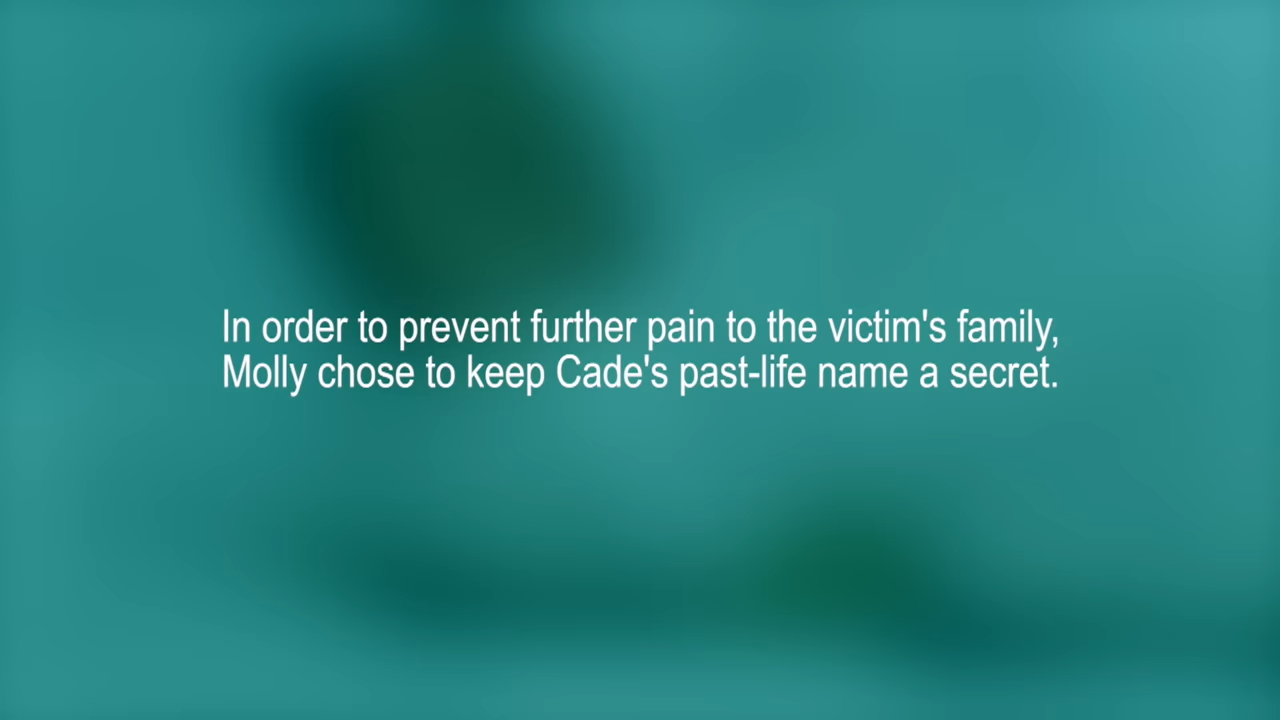 In order to prevent further pain to the victim's family,
Molly chose to keep Cade's past-life name a secret.